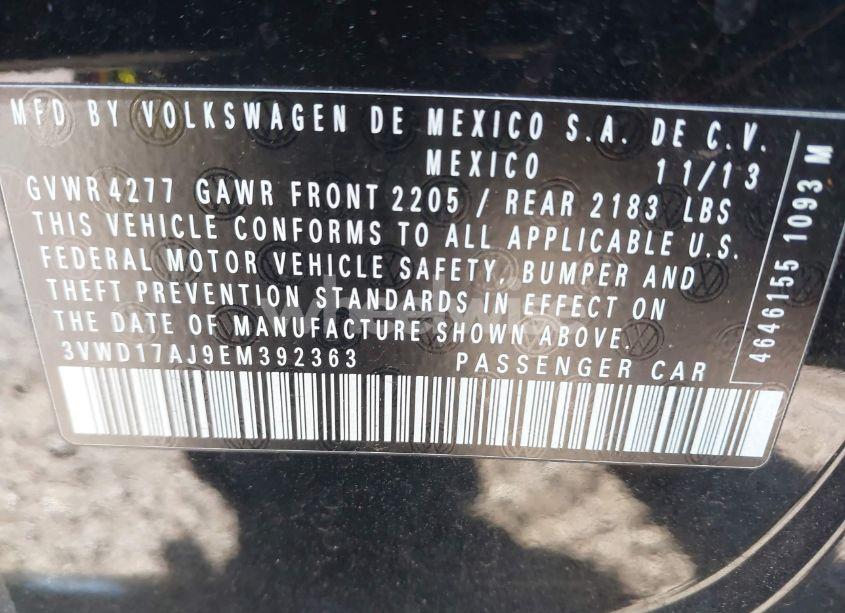 MFD BY VOLKSWAGEN DE MEXICO S.A. DE C.V.
MEXICO 11/13
GVWR 4277 GAWR FRONT 2205 / REAR 2183 LBS
THIS VEHICLE CONFORMS TO ALL APPLICABLE U.S.
FEDERAL MOTOR VEHICLE SAFETY, BUMPER AND
THEFT PREVENTION STANDARDS IN EFFECT ON
THE DATE OF MANUFACTURE SHOWN ABOVE.
3VWD17AJ9EM392363 PASSENGER CAR
4646155 1093 M